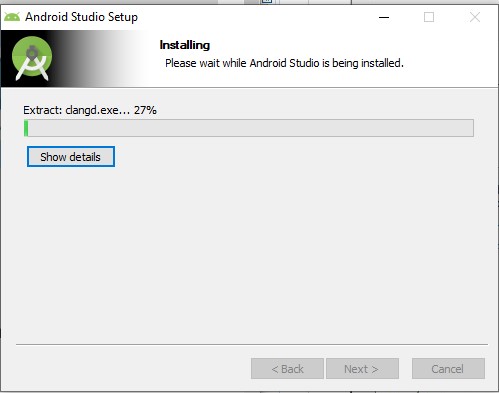 Android Studio Setup
Installing
Please wait while Android Studio is being installed.
Extract: clangd.exe... 27%
Show details
< Back
Next >
Cancel